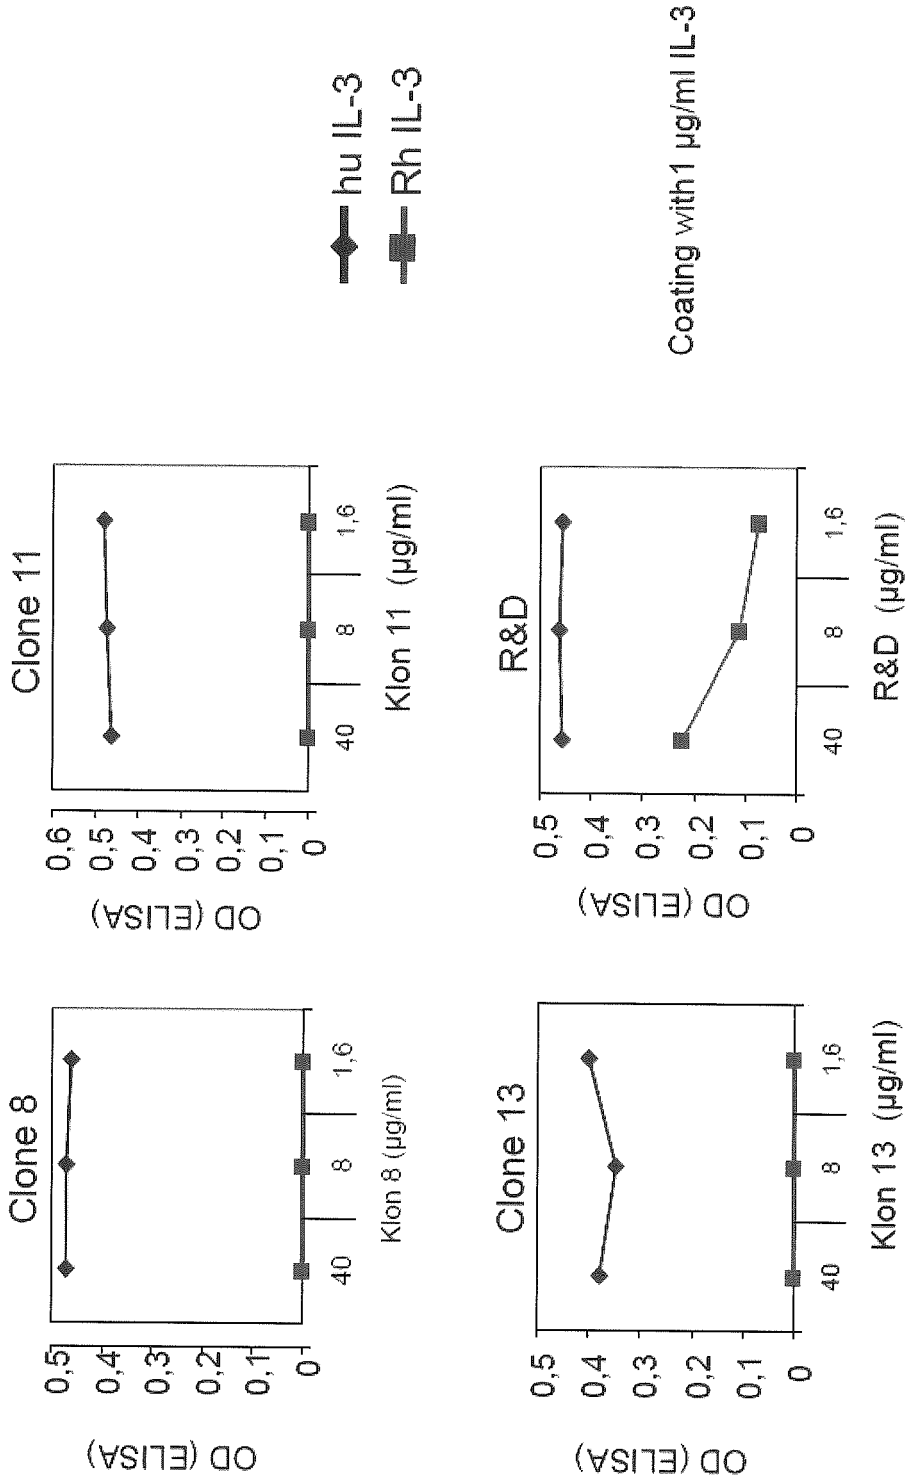 Clone 8
OD (ELISA)
0,5
0,4
0,3
0,2
0,1
0
40
8
1,6
Klon 8 (µg/ml)
Clone 11
OD (ELISA)
0,6
0,5
0,4
0,3
0,2
0,1
0
40
8
1,6
Klon 11 (µg/ml)
hu IL-3
Rh IL-3
Clone 13
OD (ELISA)
0,5
0,4
0,3
0,2
0,1
0
40
8
1,6
Klon 13 (µg/ml)
R&D
OD (ELISA)
0,5
0,4
0,3
0,2
0,1
0
40
8
1,6
R&D (µg/ml)
Coating with1 µg/ml IL-3